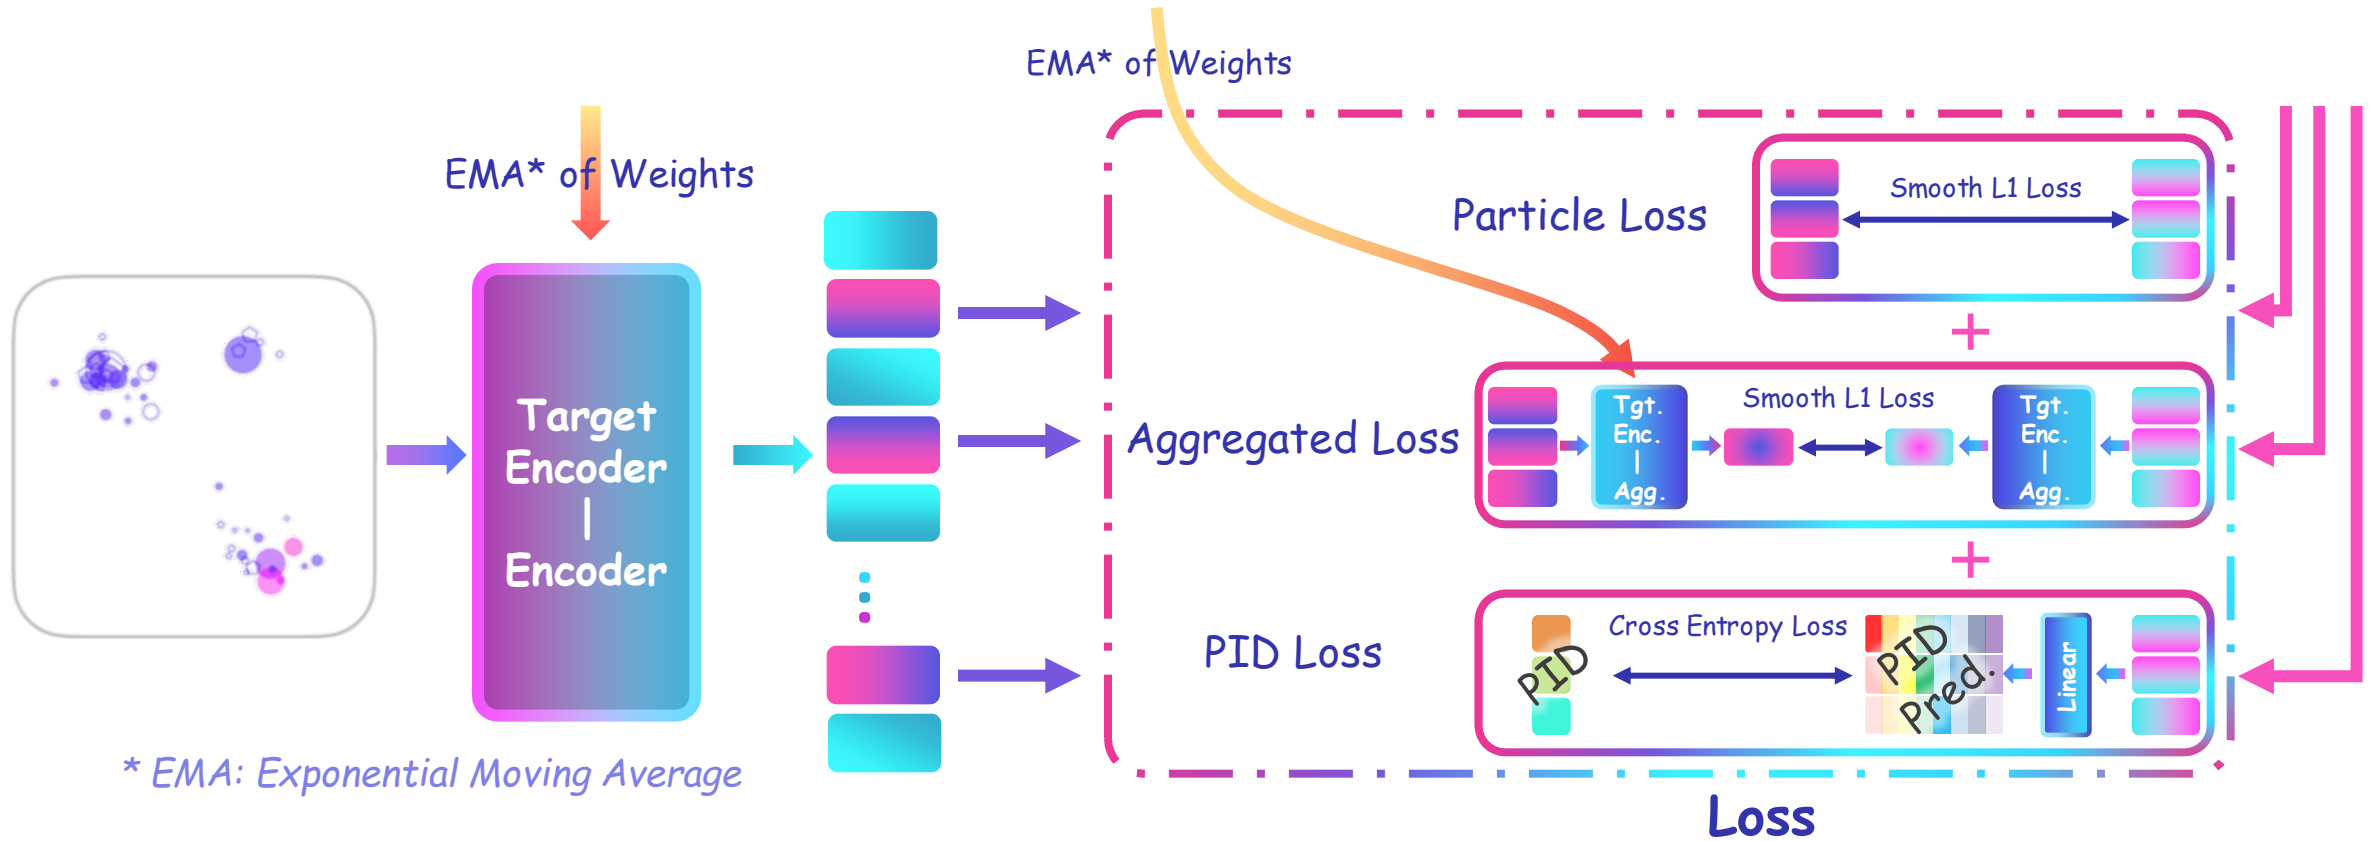 EMA* of Weights
EMA* of Weights
Target
Encoder
|
Encoder
* EMA: Exponential Moving Average
Particle Loss
Smooth L1 Loss
+
Aggregated Loss
Tgt.
Enc.
|
Agg.
Smooth L1 Loss
Tgt.
Enc.
|
Agg.
+
PID Loss
PID
Cross Entropy Loss
PID
Pred.
Linear
Loss